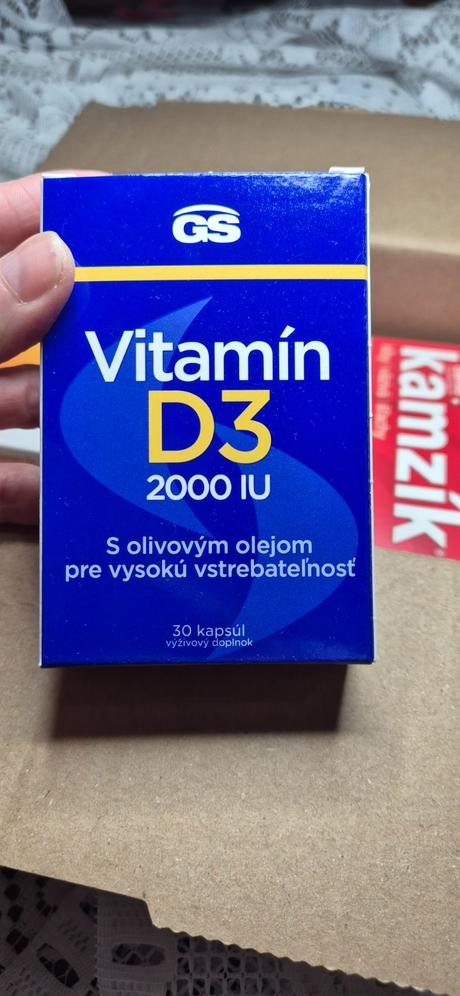 GS
Vitamín
D3
2000 IU
S olivovým olejom
pre vysokú vstrebateľnosť
30 kapsúl
výživový doplnok
kamzík